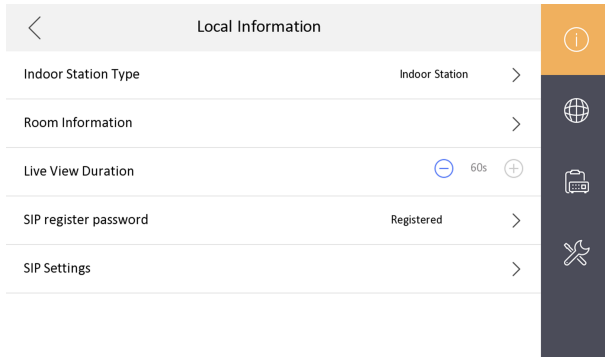 Local Information
Indoor Station Type Indoor Station
Room Information
Live View Duration 60s
SIP register password Registered
SIP Settings